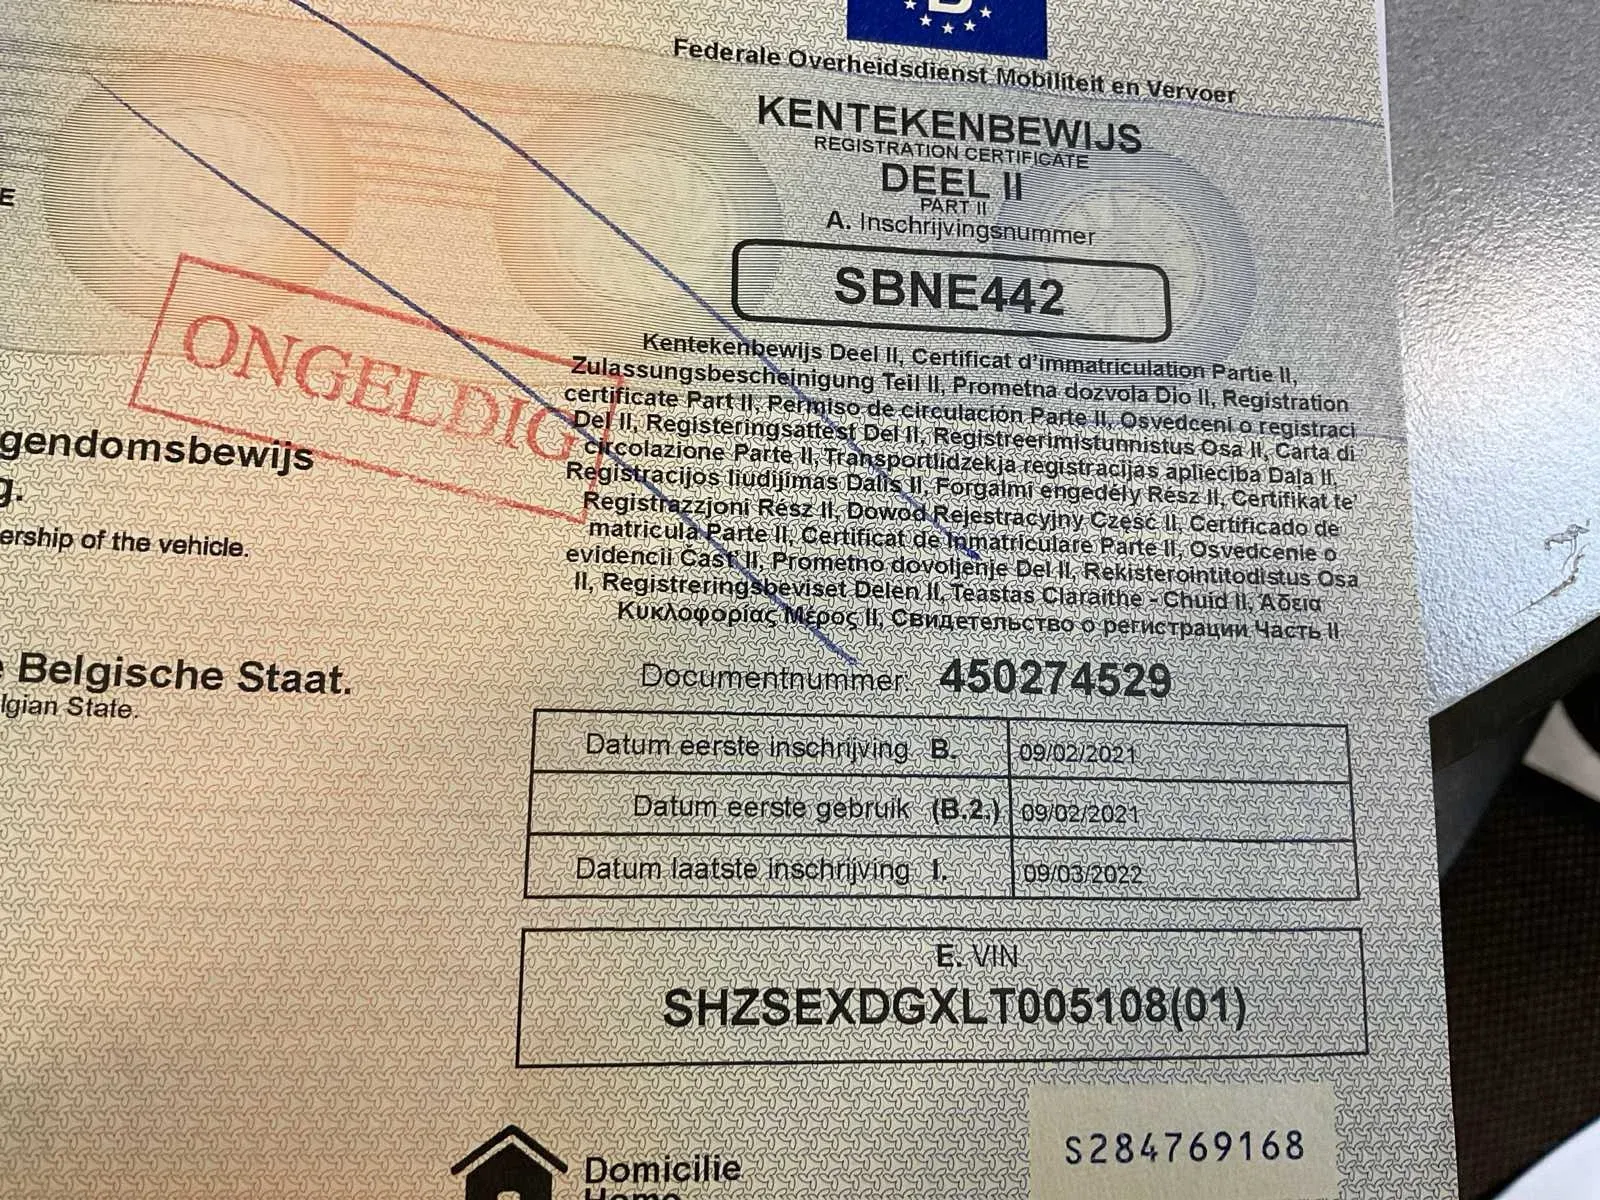 B
Federale Overheidsdienst Mobiliteit en Vervoer
KENTEKENBEWIJS
REGISTRATION CERTIFICATE
DEEL II
PART II
A. Inschrijvingsnummer
SBNE442
Kentekenbewijs Deel II, Certificat d'immatriculation Partie II,
Zulassungsbescheinigung Teil II, Prometna dozvola Dio II, Registration
certificate Part II, Permiso de circulación Parte II, Osvedceni o registraci
Del II, Registeringsattest Del II, Registreerimistunnistus Osa II, Carta di
circolazione Parte II, Transportlidzekja registracijas aplieciba Daļa II,
Registracijos liudijimas Dalis II, Forgalmi engedély Rész II, Certifikat te'
Registrazzjoni Rész II, Dowod Rejestracyjny Część II, Certificado de
matricula Parte II, Certificat de Inmatriculare Parte II, Osvedcenie o
evidencii Cast' II, Prometno dovoljenje Del II, Rekisterointitodistus Osa
II, Registreringsbeviset Delen II, Teastas Claraithe - Chuid II, Άδεια
Κυκλοφορίας Μέρος II, Свидетельство о регистрации Часть II
ONGELDIG
E
gendomsbewijs
g.
ership of the vehicle.
Belgische Staat.
lgian State.
Documentnummer: 450274529
Datum eerste inschrijving B. 09/02/2021
Datum eerste gebruik (B.2.) 09/02/2021
Datum laatste inschrijving I. 09/03/2022
E. VIN
SHZSEXDGXLT005108(01)
S284769168
Domicilie
Home